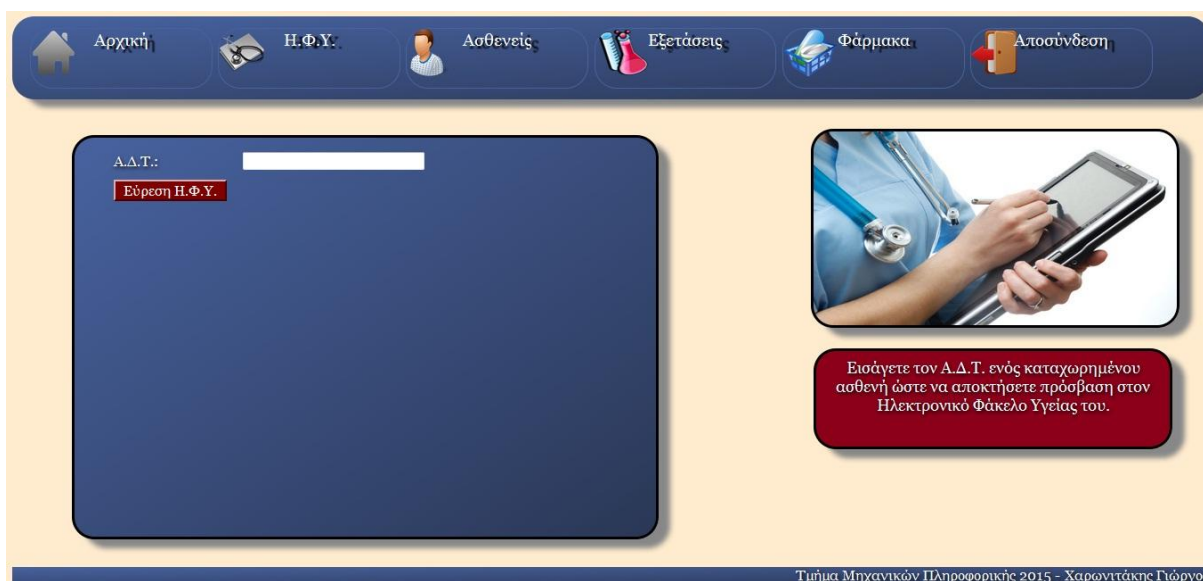 Αρχική Η.Φ.Υ. Ασθενείς Εξετάσεις Φάρμακα Αποσύνδεση
Α.Δ.Τ.:
Εύρεση Η.Φ.Υ.
Εισάγετε τον Α.Δ.Τ. ενός καταχωρημένου
ασθενή ώστε να αποκτήσετε πρόσβαση στον
Ηλεκτρονικό Φάκελο Υγείας του.
Τμήμα Μηχανικών Πληροφορικής 2015 - Χαρωνιτάκης Γιώργο